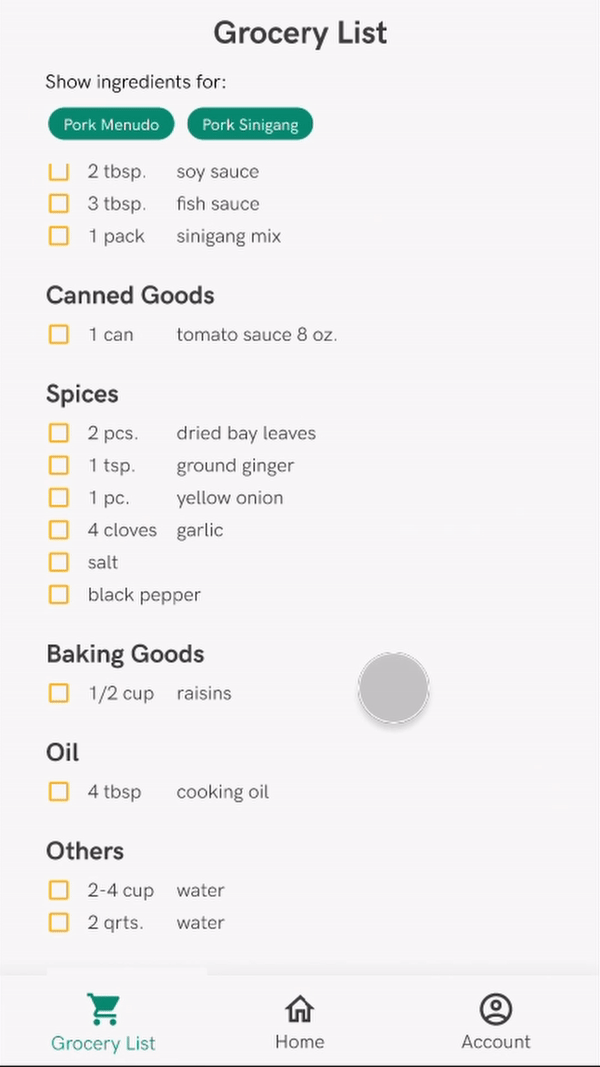 Grocery List
Show ingredients for:
Pork Menudo Pork Sinigang
2 tbsp. soy sauce
3 tbsp. fish sauce
1 pack sinigang mix
Canned Goods
1 can tomato sauce 8 oz.
Spices
2 pcs. dried bay leaves
1 tsp. ground ginger
1 pc. yellow onion
4 cloves garlic
salt
black pepper
Baking Goods
1/2 cup raisins
Oil
4 tbsp cooking oil
Others
2-4 cup water
2 qrts. water
Grocery List Home Account